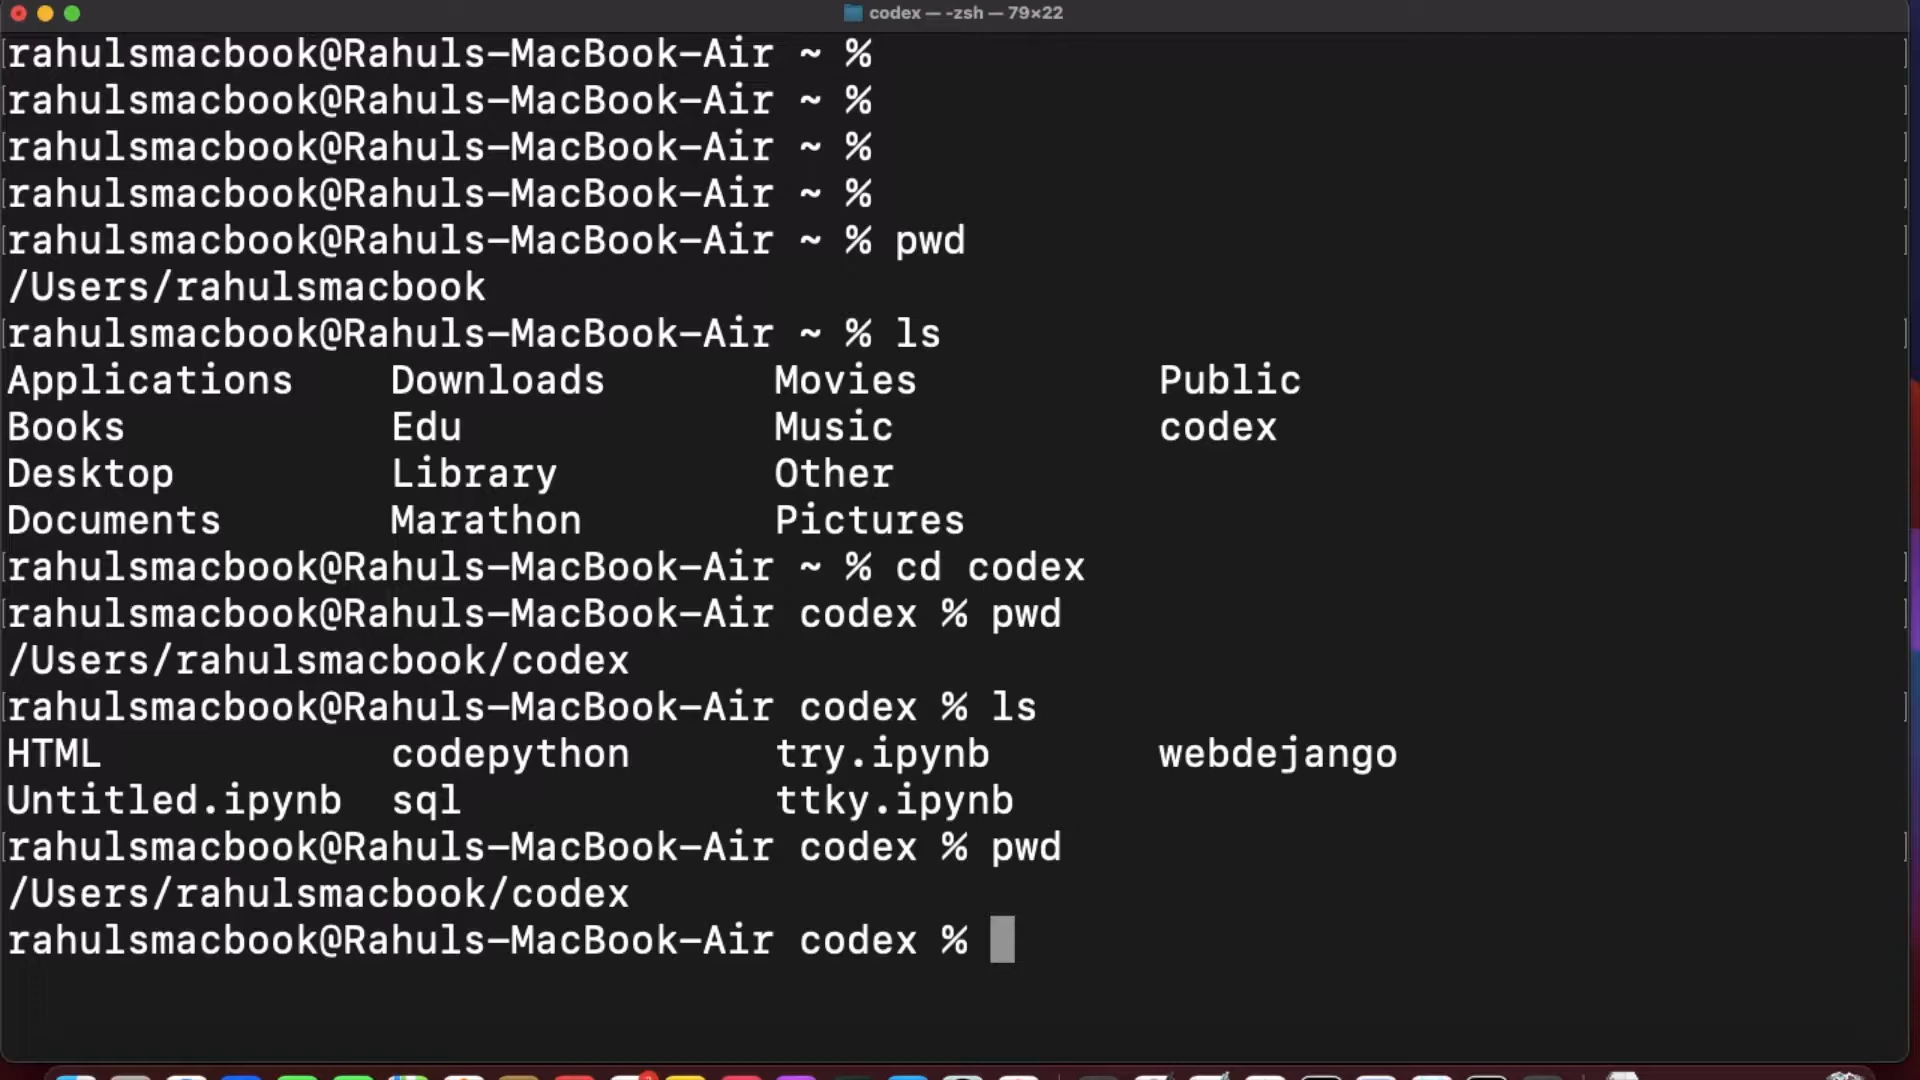 codex — -zsh — 79×22
rahulsmacbook@Rahuls-MacBook-Air ~ %
rahulsmacbook@Rahuls-MacBook-Air ~ %
rahulsmacbook@Rahuls-MacBook-Air ~ %
rahulsmacbook@Rahuls-MacBook-Air ~ %
rahulsmacbook@Rahuls-MacBook-Air ~ % pwd
/Users/rahulsmacbook
rahulsmacbook@Rahuls-MacBook-Air ~ % ls
Applications Downloads Movies Public
Books Edu Music codex
Desktop Library Other
Documents Marathon Pictures
rahulsmacbook@Rahuls-MacBook-Air ~ % cd codex
rahulsmacbook@Rahuls-MacBook-Air codex % pwd
/Users/rahulsmacbook/codex
rahulsmacbook@Rahuls-MacBook-Air codex % ls
HTML codepython try.ipynb webdejango
Untitled.ipynb sql ttky.ipynb
rahulsmacbook@Rahuls-MacBook-Air codex % pwd
/Users/rahulsmacbook/codex
rahulsmacbook@Rahuls-MacBook-Air codex %